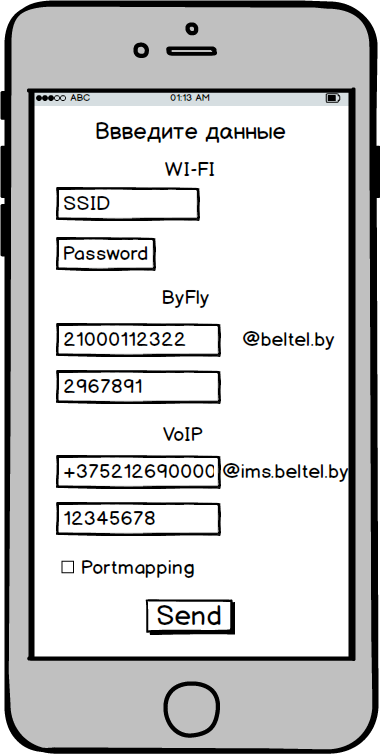 ABC 01:13 AM
Ввведите данные
WI-FI
SSID
Password
ByFly
21000112322 @beltel.by
2967891
VoIP
+375212690000 @ims.beltel.by
12345678
Portmapping
Send